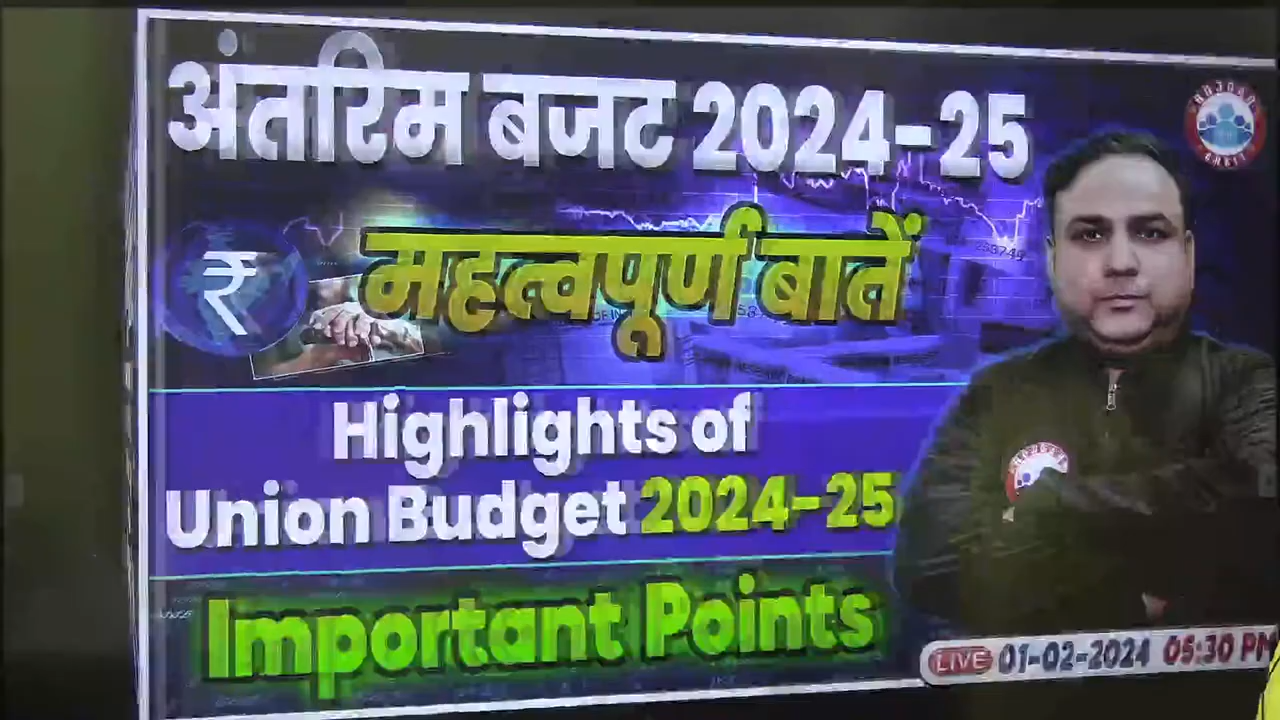 अंतरिम बजट 2024-25
₹
महत्वपूर्ण बातें
Highlights of
Union Budget 2024-25
Important Points
LIVE 01-02-2024 05:30 PM